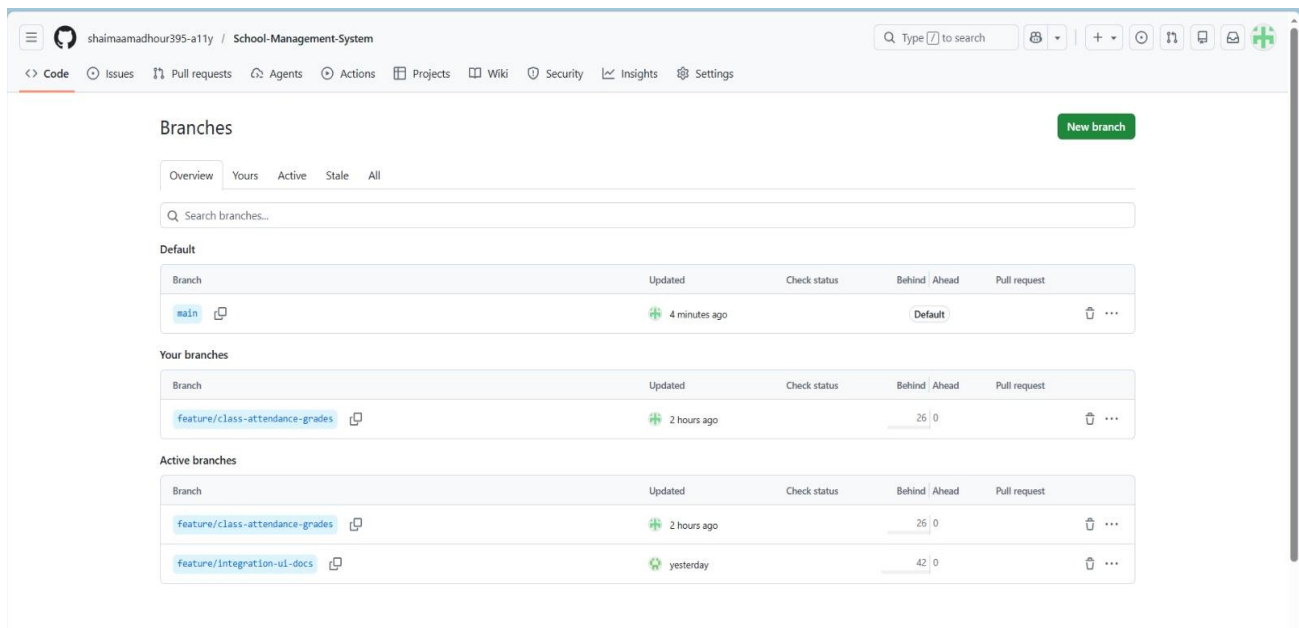 shaimaamadhour395-a11y / School-Management-System
Type / to search
Code Issues Pull requests Agents Actions Projects Wiki Security Insights Settings
Branches
New branch
Overview Yours Active Stale All
Search branches...
Default
Branch Updated Check status Behind Ahead Pull request
main 4 minutes ago Default
Your branches
Branch Updated Check status Behind Ahead Pull request
feature/class-attendance-grades 2 hours ago 26 0
Active branches
Branch Updated Check status Behind Ahead Pull request
feature/class-attendance-grades 2 hours ago 26 0
feature/integration-ui-docs yesterday 42 0